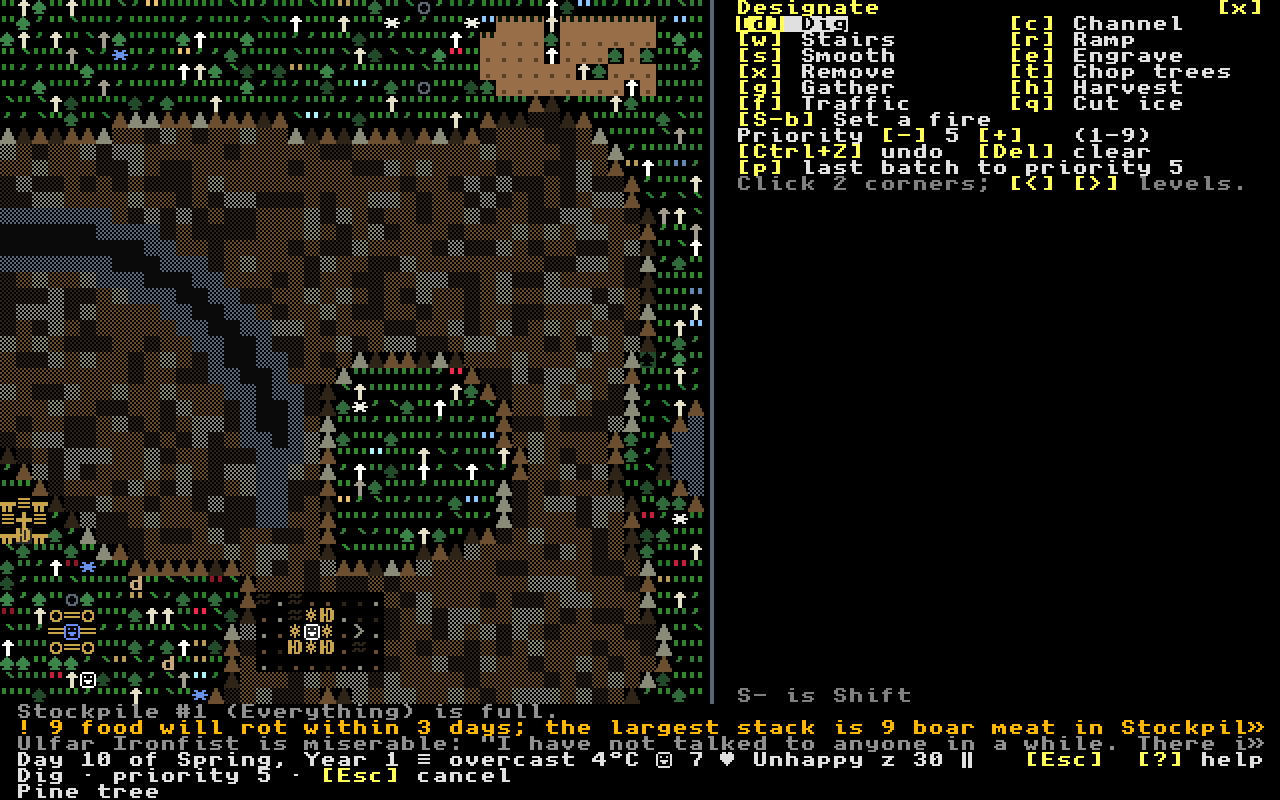 Designate [x]
[d] Dig [c] Channel
[w] Stairs [r] Ramp
[s] Smooth [e] Engrave
[x] Remove [t] Chop trees
[g] Gather [h] Harvest
[f] Traffic [q] Cut ice
[S-b] Set a fire
Priority [-] 5 [+] (1-9)
[Ctrl+Z] undo [Del] clear
[p] last batch to priority 5
Click 2 corners; [<] [>] levels.
S- is Shift
Stockpile #1 (Everything) is full.
! 9 food will rot within 3 days; the largest stack is 9 boar meat in Stockpil»
Ulfar Ironfist is miserable: "I have not talked to anyone in a while. There i»
Day 10 of Spring, Year 1 ≡ overcast 4°C ☺ 7 ♥ Unhappy z 30 ‖ [Esc] [?] help
Dig · priority 5 · [Esc] cancel
Pine tree